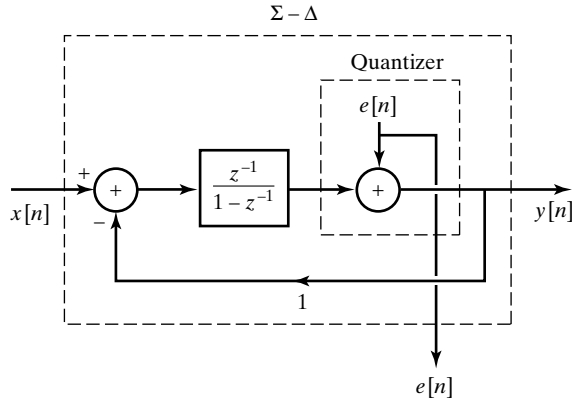 Σ – Δ
Quantizer
e[n]
+
+
z⁻¹
1 – z⁻¹
+
x[n]
–
y[n]
1
e[n]